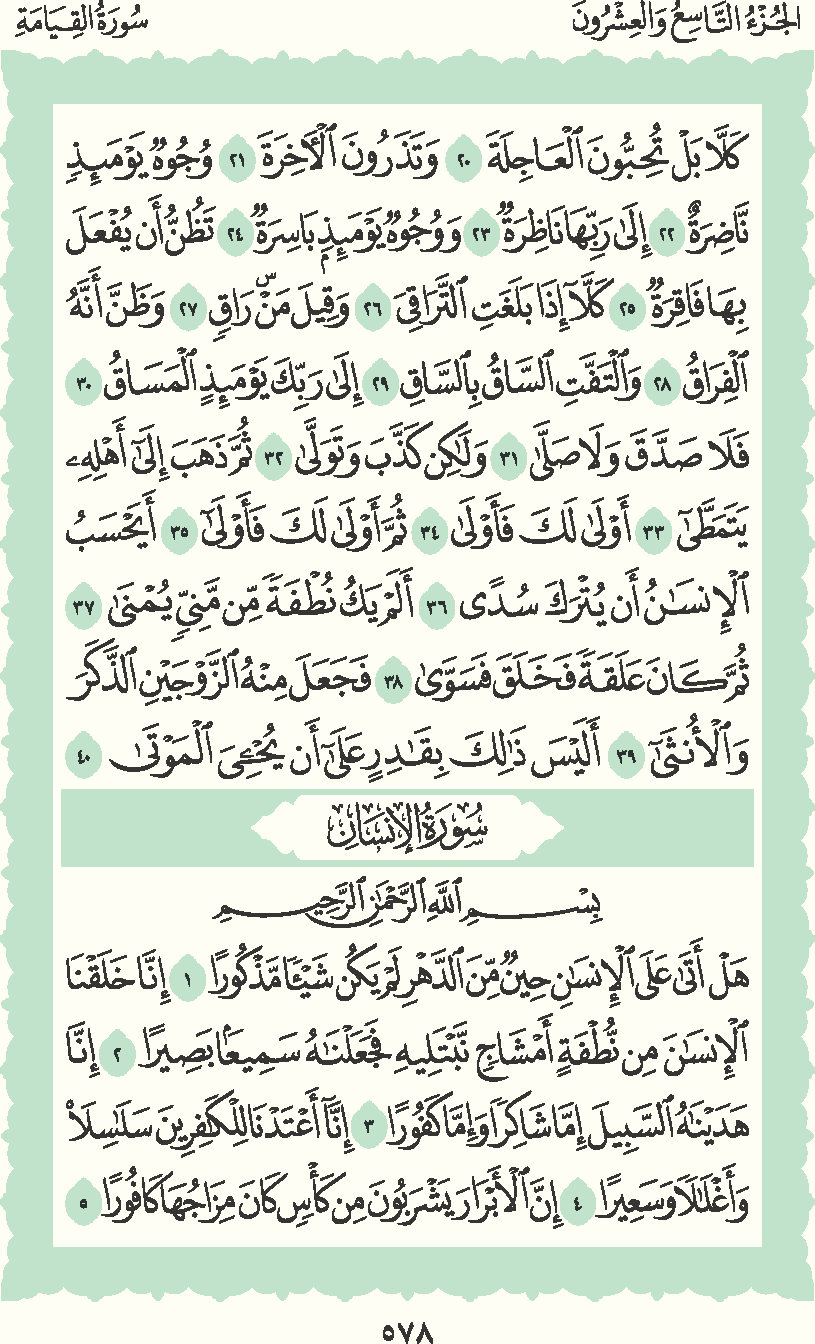 الجُزْءُ التَّاسِعُ وَالْعِشْرُونَ
سُورَةُ الْقِيَامَةِ
كَلَّا بَلْ تُحِبُّونَ ٱلْعَاجِلَةَ ٢٠ وَتَذَرُونَ ٱلْأٓخِرَةَ ٢١ وُجُوهٌ يَوْمَئِذٍ
نَّاضِرَةٌ ٢٢ إِلَىٰ رَبِّهَا نَاظِرَةٌ ٢٣ وَوُجُوهٌ يَوْمَئِذٍۭ بَاسِرَةٌ ٢٤ تَظُنُّ أَن يُفْعَلَ
بِهَا فَاقِرَةٌ ٢٥ كَلَّآ إِذَا بَلَغَتِ ٱلتَّرَاقِيَ ٢٦ وَقِيلَ مَنْۜ رَاقٍ ٢٧ وَظَنَّ أَنَّهُ
ٱلْفِرَاقُ ٢٨ وَٱلْتَفَّتِ ٱلسَّاقُ بِٱلسَّاقِ ٢٩ إِلَىٰ رَبِّكَ يَوْمَئِذٍ ٱلْمَسَاقُ ٣٠
فَلَا صَدَّقَ وَلَا صَلَّىٰ ٣١ وَلَٰكِن كَذَّبَ وَتَوَلَّىٰ ٣٢ ثُمَّ ذَهَبَ إِلَىٰٓ أَهْلِهِۦ
يَتَمَطَّىٰٓ ٣٣ أَوْلَىٰ لَكَ فَأَوْلَىٰ ٣٤ ثُمَّ أَوْلَىٰ لَكَ فَأَوْلَىٰٓ ٣٥ أَيَحْسَبُ
ٱلْإِنسَٰنُ أَن يُتْرَكَ سُدًى ٣٦ أَلَمْ يَكُ نُطْفَةً مِّن مَّنِيٍّ يُمْنَىٰ ٣٧
ثُمَّ كَانَ عَلَقَةً فَخَلَقَ فَسَوَّىٰ ٣٨ فَجَعَلَ مِنْهُ ٱلزَّوْجَيْنِ ٱلذَّكَرَ
وَٱلْأُنثَىٰٓ ٣٩ أَلَيْسَ ذَٰلِكَ بِقَٰدِرٍ عَلَىٰٓ أَن يُحْـِۧيَ ٱلْمَوْتَىٰ ٤٠
سُورَةُ الإِنسَانِ
بِسْمِ ٱللَّهِ ٱلرَّحْمَٰنِ ٱلرَّحِيمِ
هَلْ أَتَىٰ عَلَى ٱلْإِنسَٰنِ حِينٌ مِّنَ ٱلدَّهْرِ لَمْ يَكُن شَيْـًٔا مَّذْكُورًا ١ إِنَّا خَلَقْنَا
ٱلْإِنسَٰنَ مِن نُّطْفَةٍ أَمْشَاجٍ نَّبْتَلِيهِ فَجَعَلْنَٰهُ سَمِيعًۢا بَصِيرًا ٢ إِنَّا
هَدَيْنَٰهُ ٱلسَّبِيلَ إِمَّا شَاكِرًا وَإِمَّا كَفُورًا ٣ إِنَّآ أَعْتَدْنَا لِلْكَٰفِرِينَ سَلَٰسِلَا۟
وَأَغْلَٰلًا وَسَعِيرًا ٤ إِنَّ ٱلْأَبْرَارَ يَشْرَبُونَ مِن كَأْسٍ كَانَ مِزَاجُهَا كَافُورًا ٥
٥٧٨